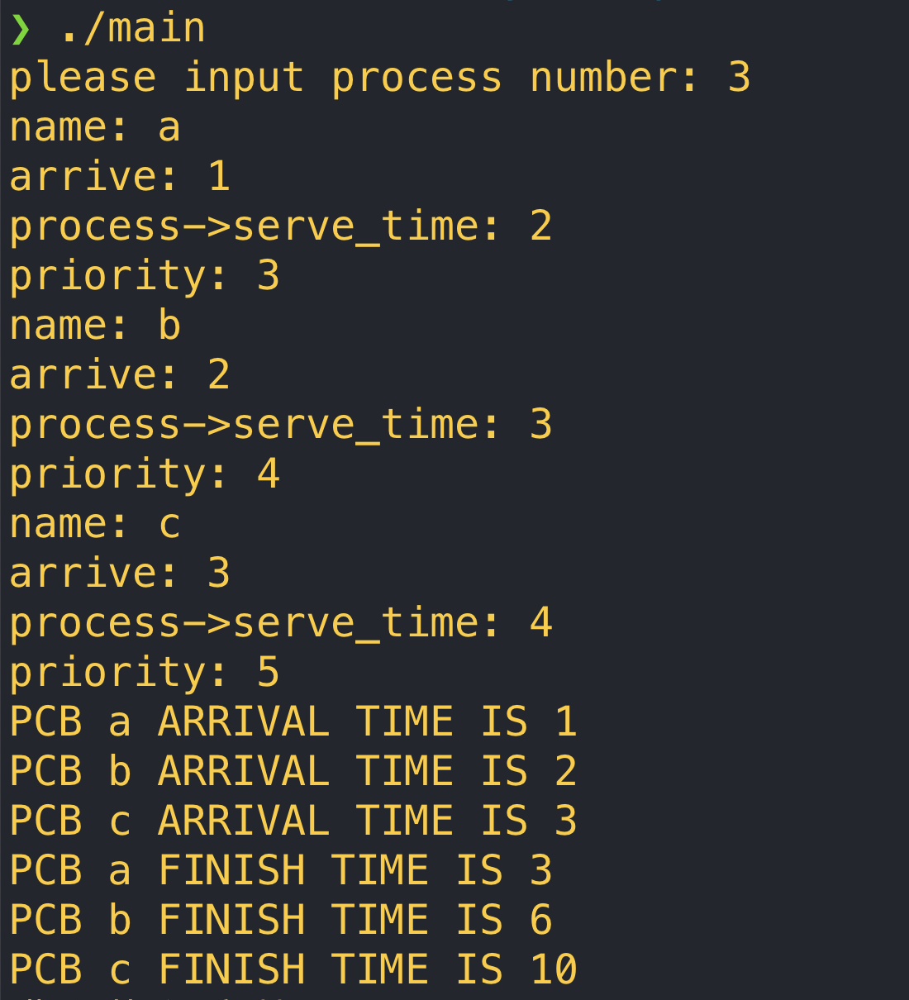 ❯ ./main
please input process number: 3
name: a
arrive: 1
process->serve_time: 2
priority: 3
name: b
arrive: 2
process->serve_time: 3
priority: 4
name: c
arrive: 3
process->serve_time: 4
priority: 5
PCB a ARRIVAL TIME IS 1
PCB b ARRIVAL TIME IS 2
PCB c ARRIVAL TIME IS 3
PCB a FINISH TIME IS 3
PCB b FINISH TIME IS 6
PCB c FINISH TIME IS 10